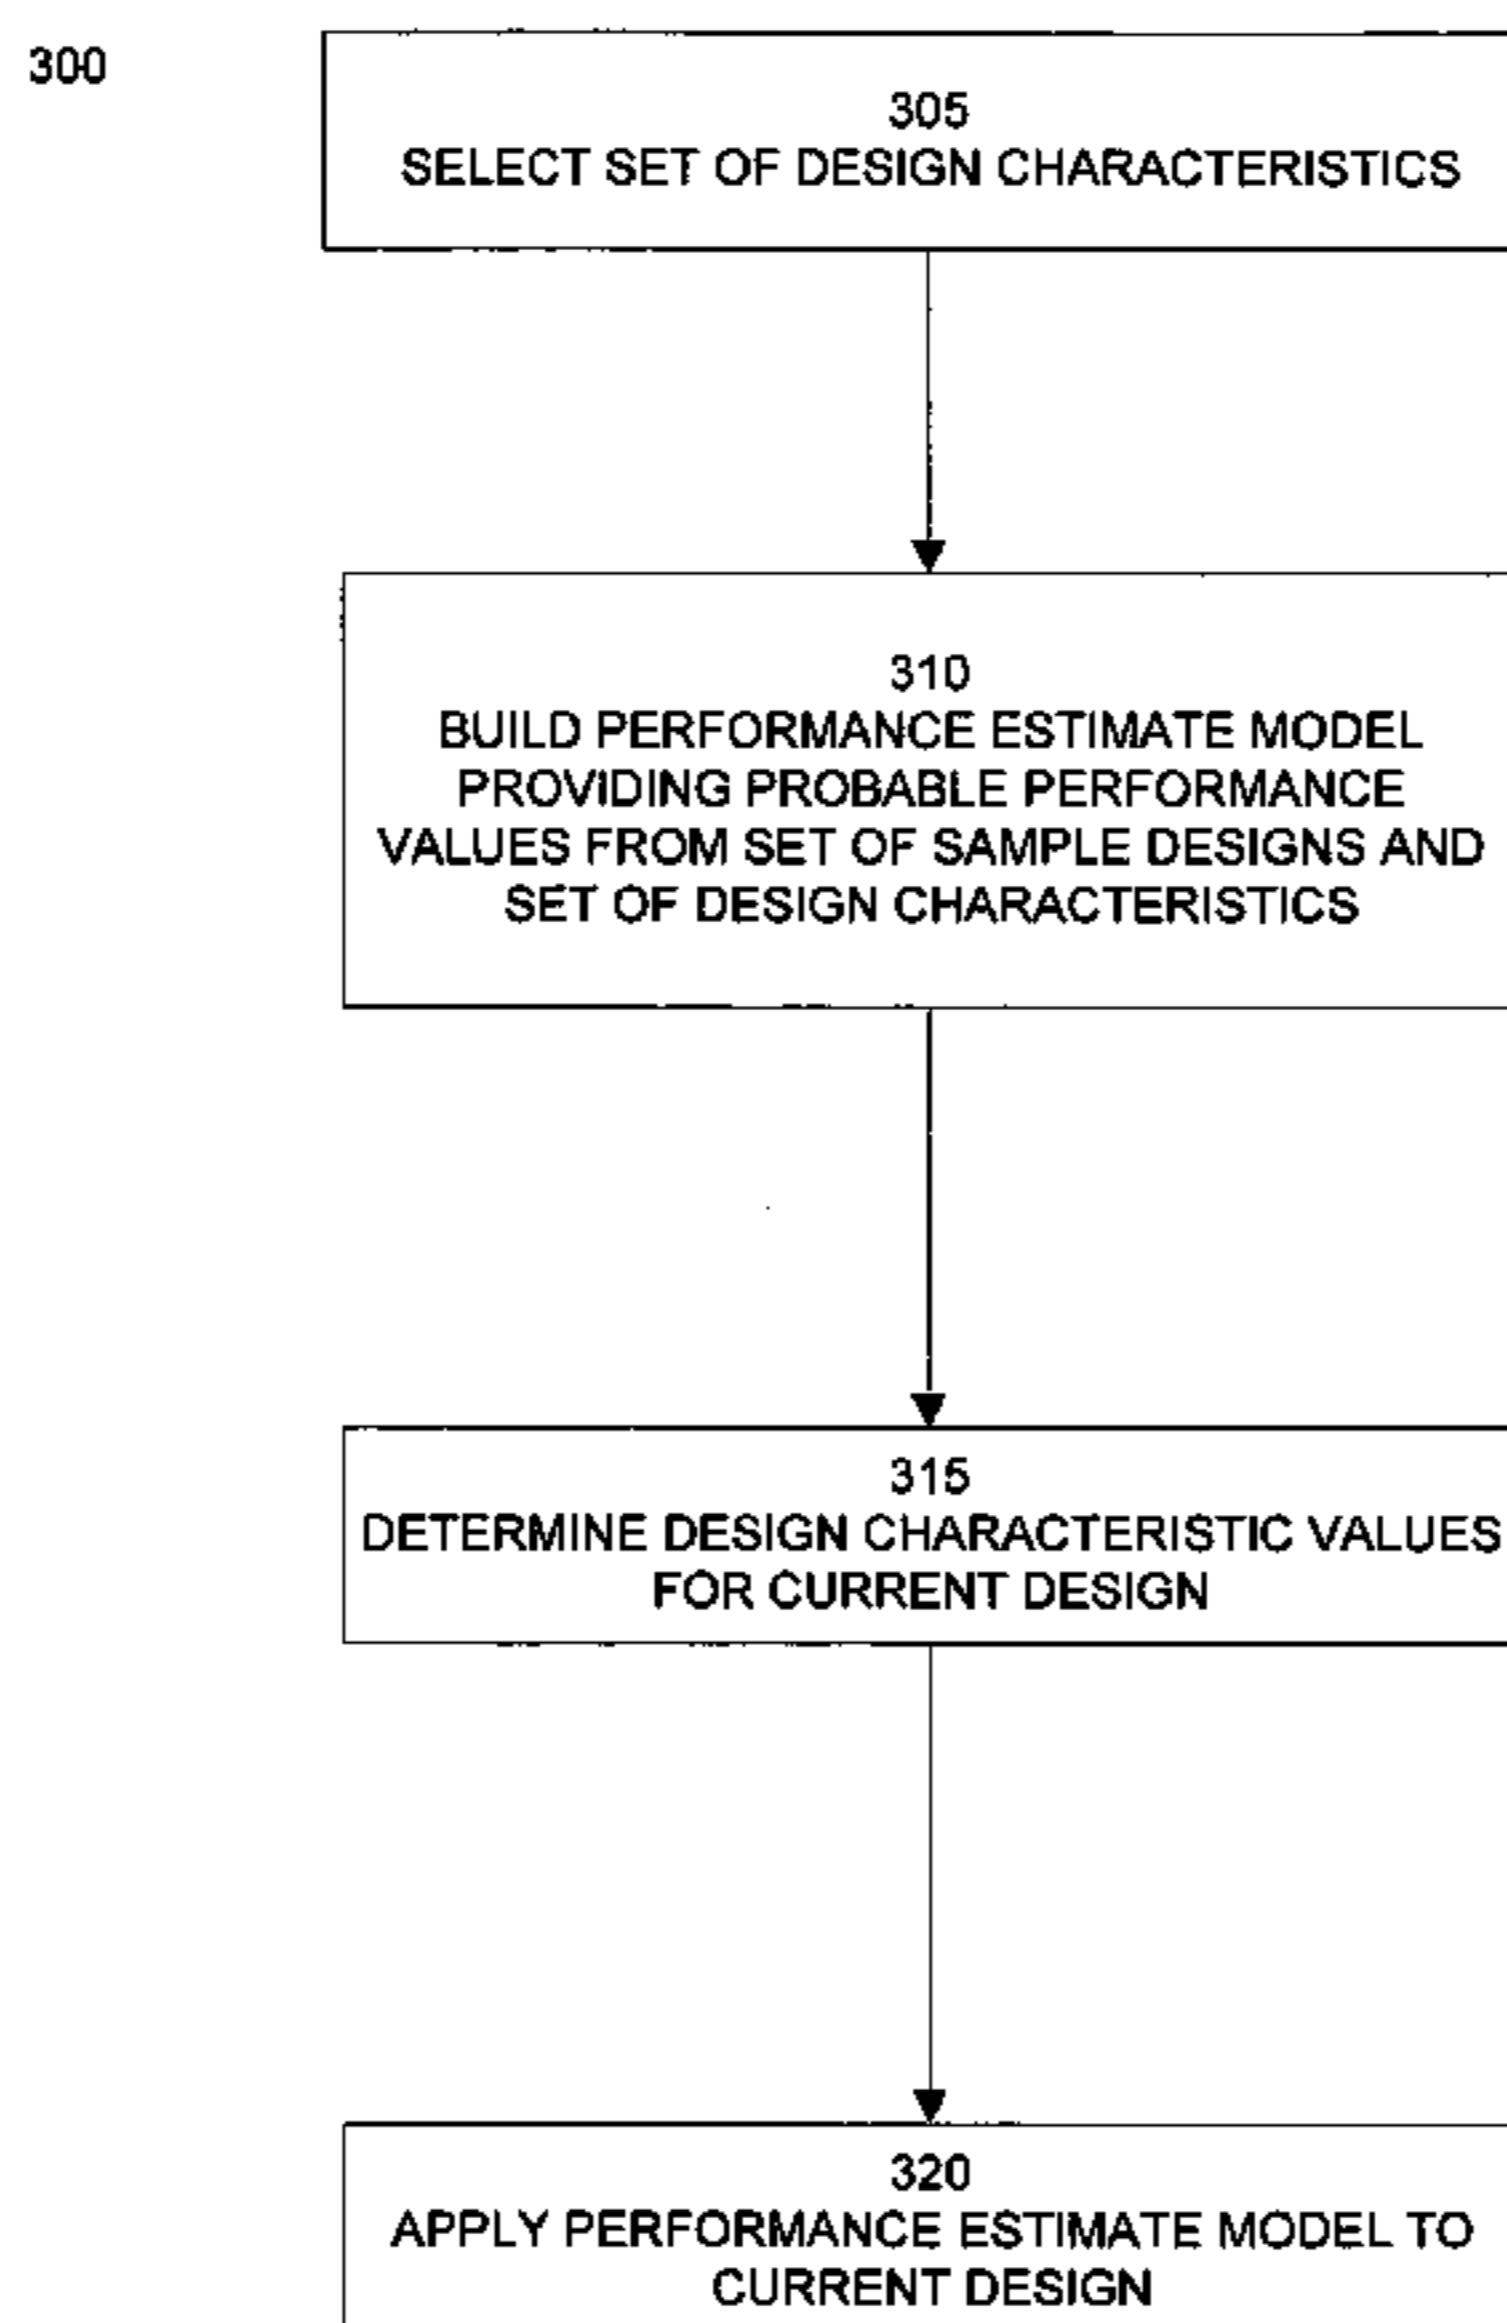 300
305
SELECT SET OF DESIGN CHARACTERISTICS
310
BUILD PERFORMANCE ESTIMATE MODEL
PROVIDING PROBABLE PERFORMANCE
VALUES FROM SET OF SAMPLE DESIGNS AND
SET OF DESIGN CHARACTERISTICS
315
DETERMINE DESIGN CHARACTERISTIC VALUES
FOR CURRENT DESIGN
320
APPLY PERFORMANCE ESTIMATE MODEL TO
CURRENT DESIGN